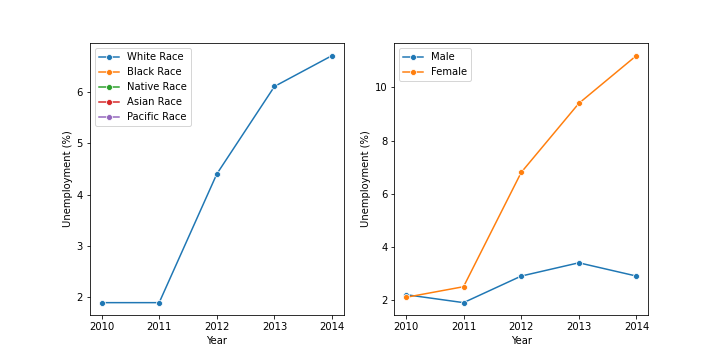 White Race
Black Race
Native Race
Asian Race
Pacific Race
6
5
4
3
2
Unemployment (%)
2010 2011 2012 2013 2014
Year
Male
Female
10
8
6
4
2
Unemployment (%)
2010 2011 2012 2013 2014
Year